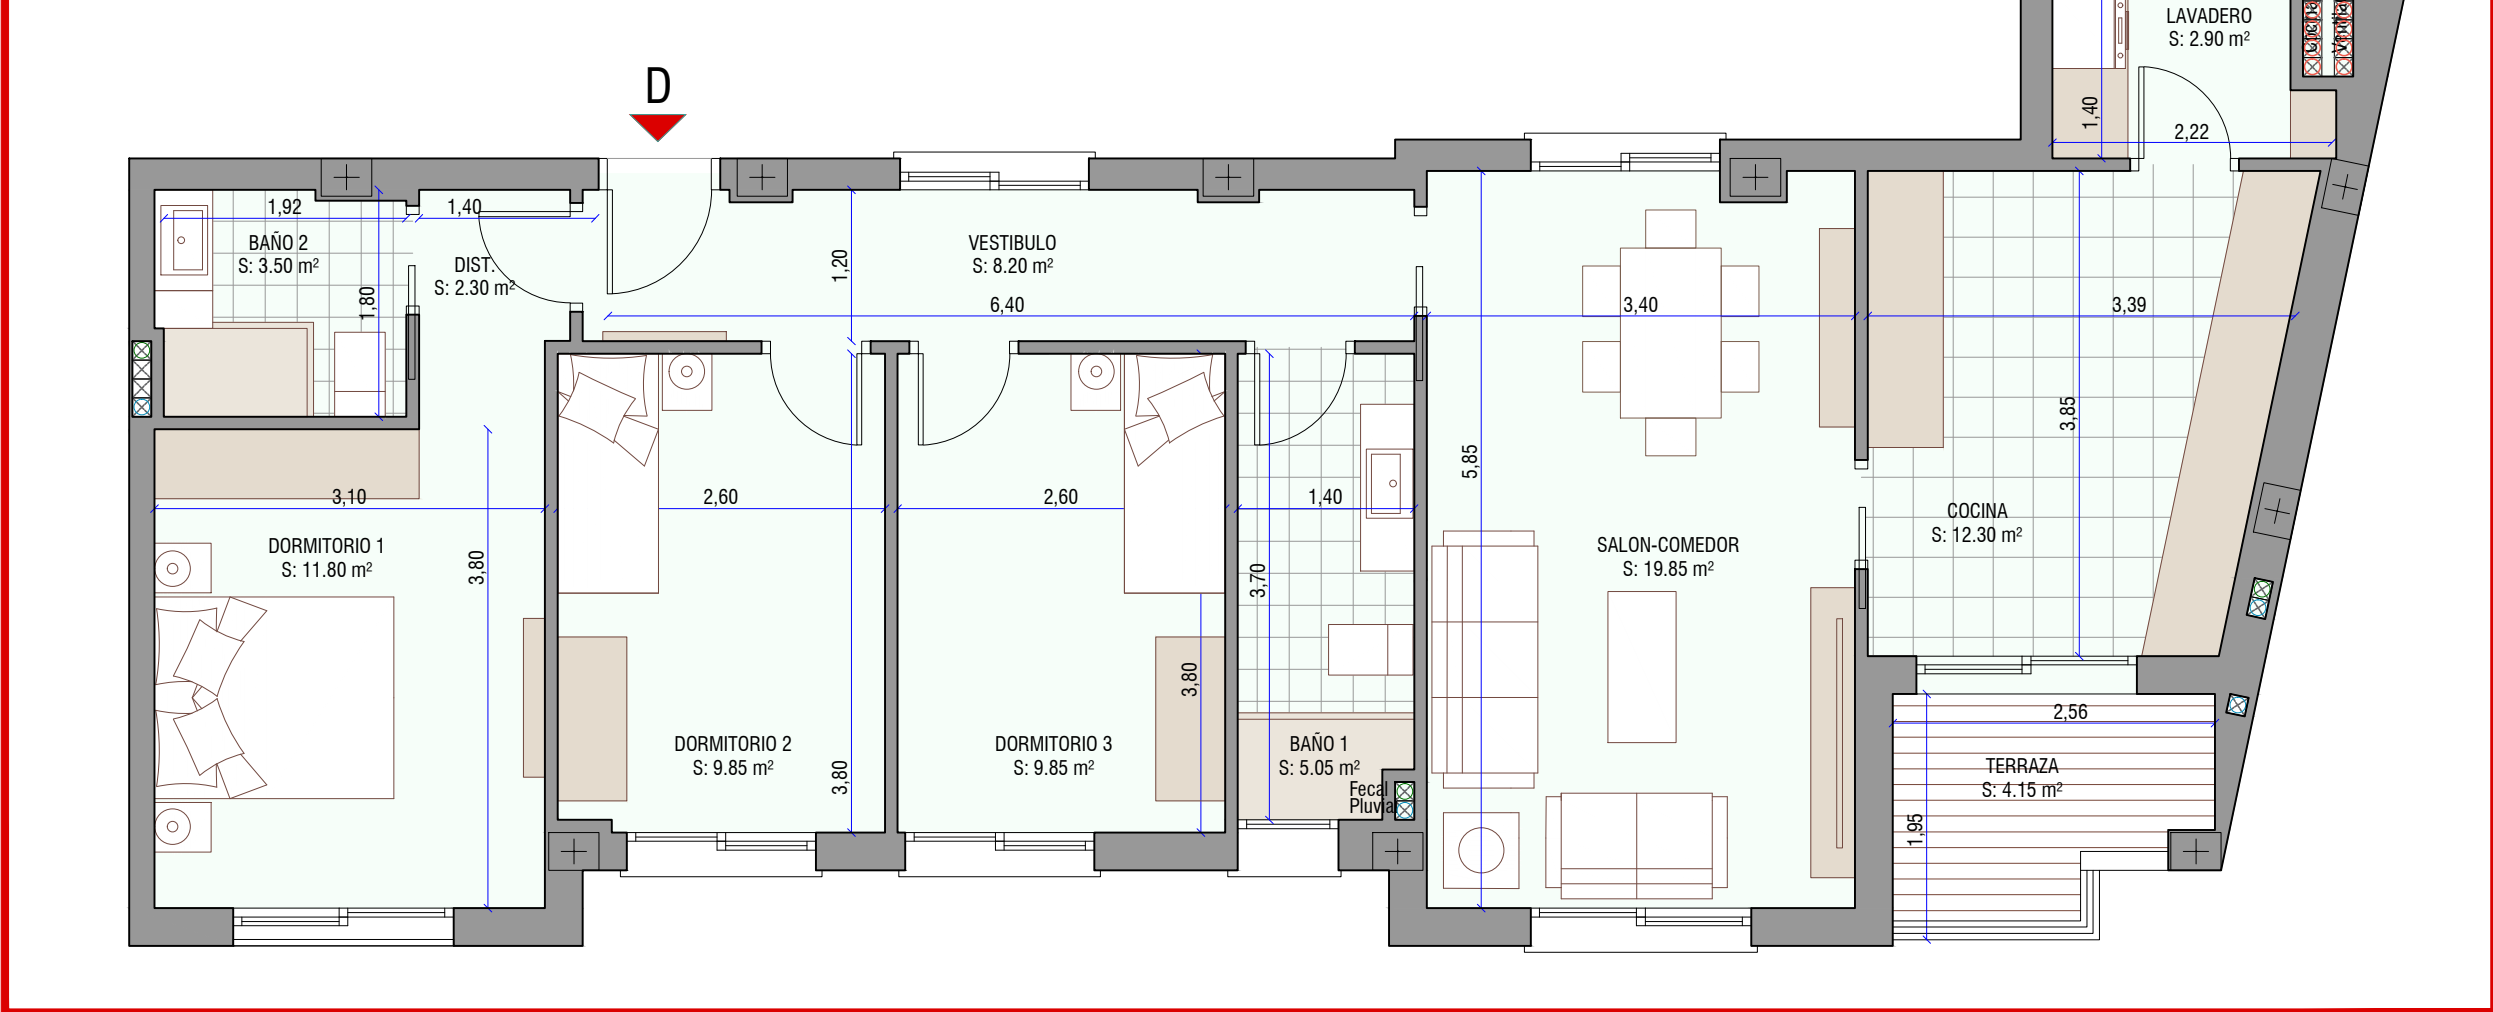 LAVADERO
S: 2.90 m²
Cocina
D
1,40
2,22
1,92
1,40
BAÑO 2
S: 3.50 m²
DIST.
S: 2.30 m²
1,80
1,20
VESTIBULO
S: 8.20 m²
6,40
3,40
3,39
5,85
3,85
3,10
2,60
2,60
1,40
COCINA
S: 12.30 m²
DORMITORIO 1
S: 11.80 m²
3,80
3,70
SALON-COMEDOR
S: 19.85 m²
3,80
2,56
DORMITORIO 2
S: 9.85 m²
3,80
DORMITORIO 3
S: 9.85 m²
BAÑO 1
S: 5.05 m²
Fecal
Pluvial
TERRAZA
S: 4.15 m²
1,95